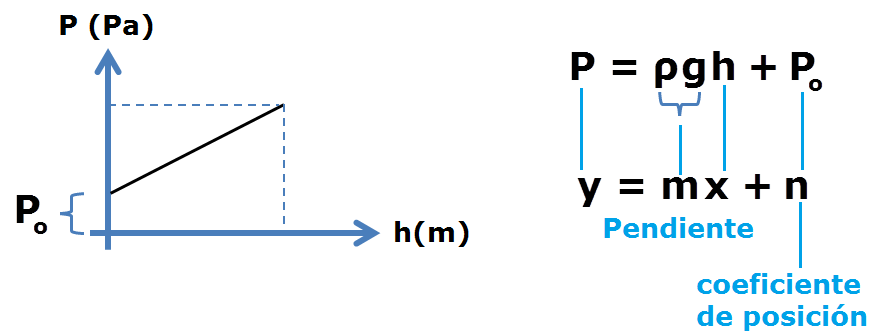 P (Pa)
Po
h(m)
P = ρgh + Po
y = mx + n
Pendiente
coeficiente
de posición